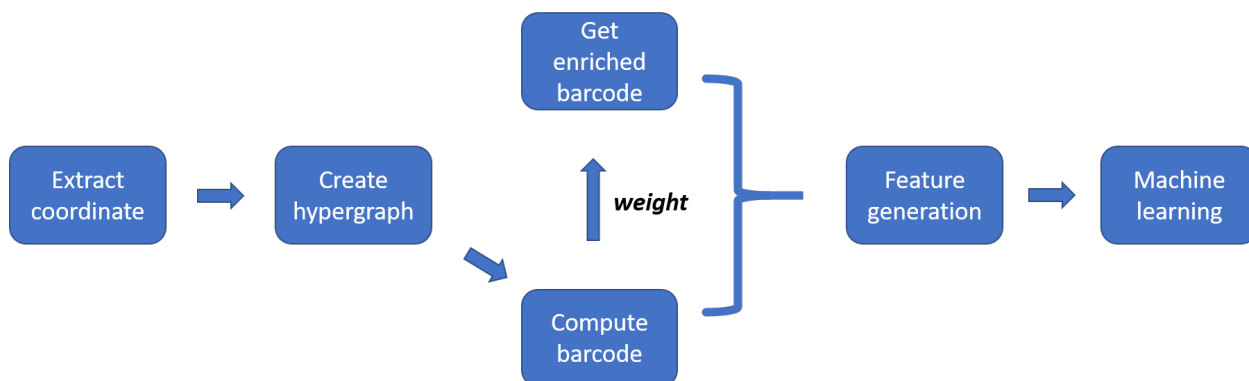 Get
enriched
barcode
Extract
coordinate
Create
hypergraph
weight
Feature
generation
Machine
learning
Compute
barcode